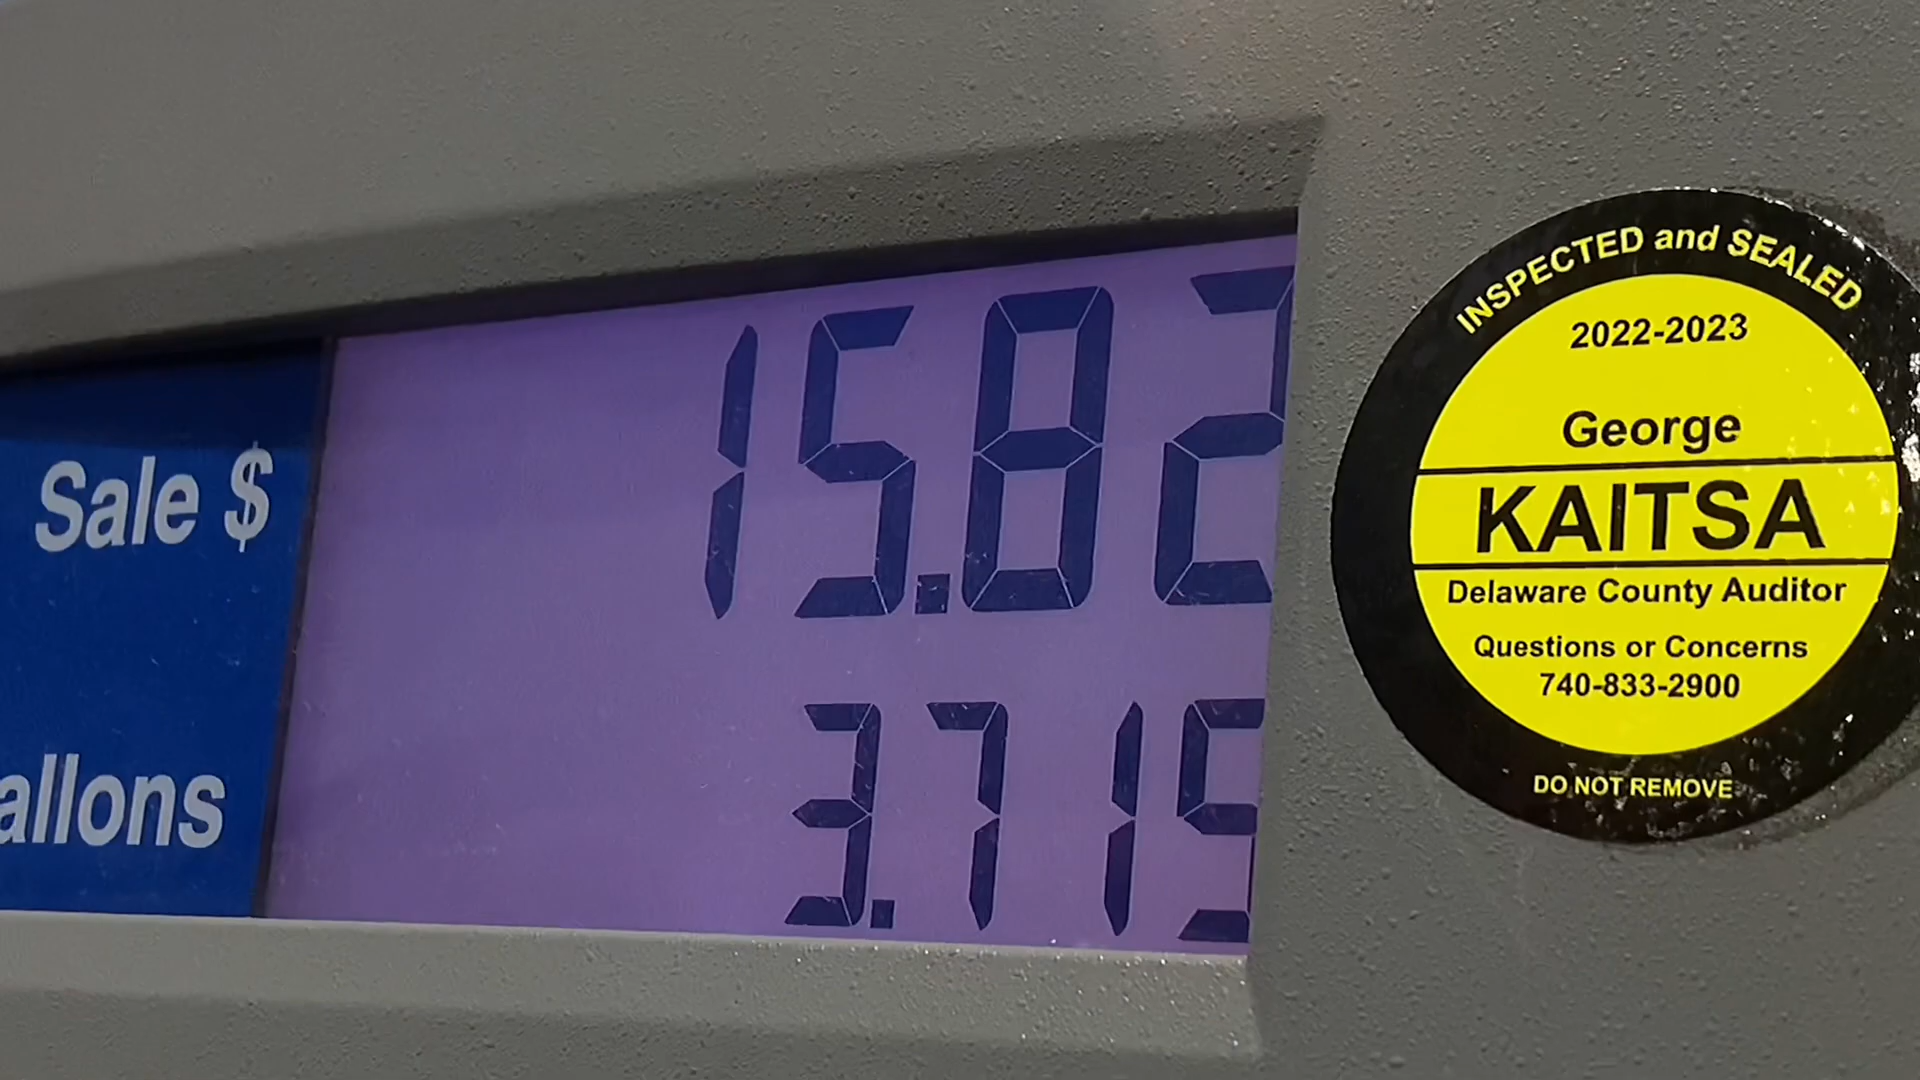 Sale $
15.82
allons
3.715
INSPECTED and SEALED
2022-2023
George
KAITSA
Delaware County Auditor
Questions or Concerns
740-833-2900
DO NOT REMOVE